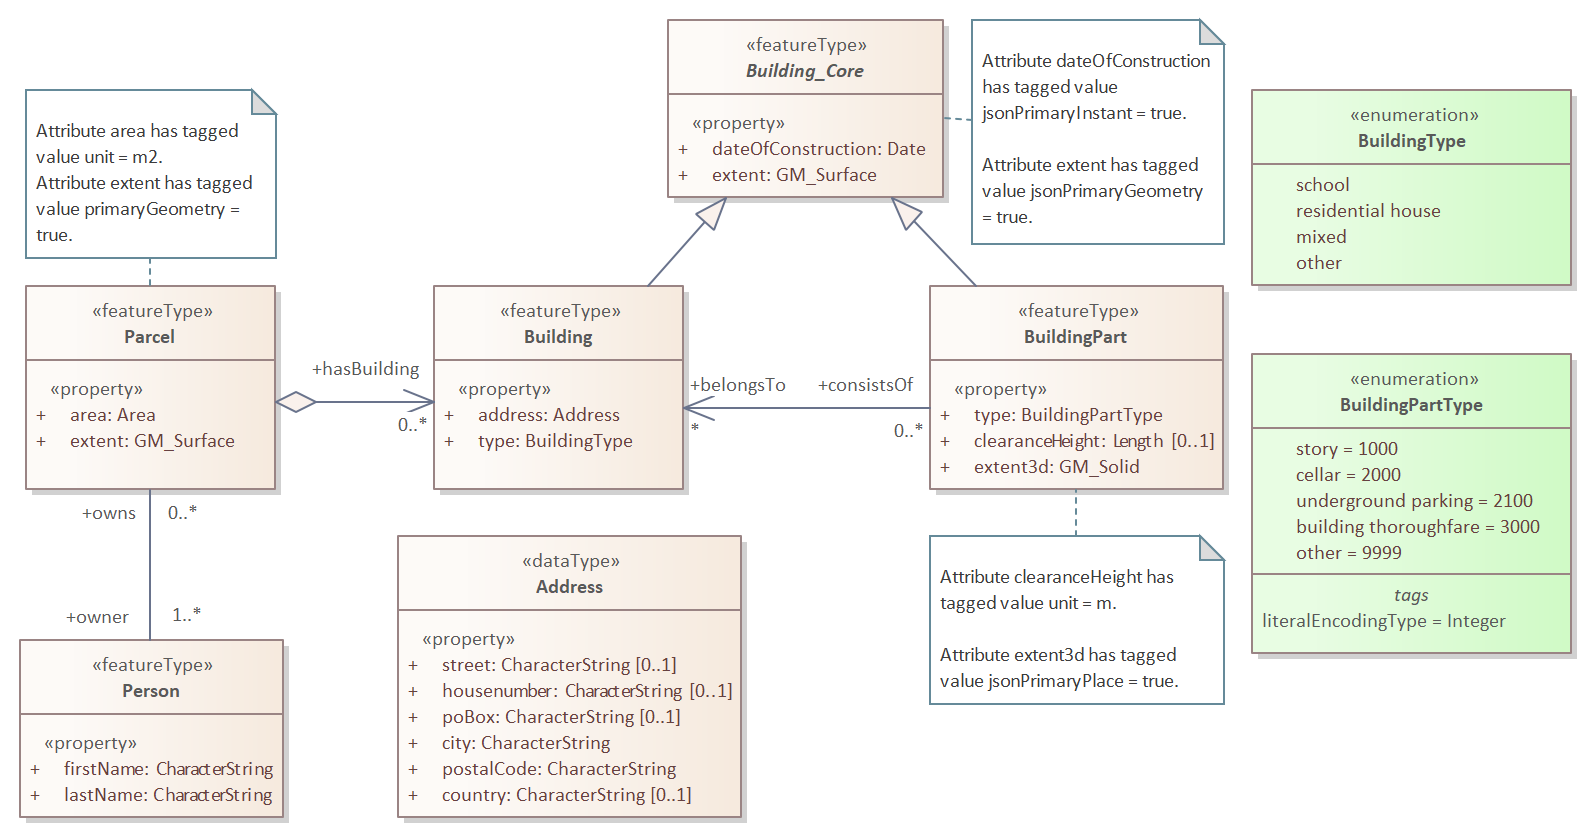 «featureType»
Building_Core
«property»
+ dateOfConstruction: Date
+ extent: GM_Surface
Attribute dateOfConstruction
has tagged value
jsonPrimaryInstant = true.
Attribute extent has tagged
value jsonPrimaryGeometry
= true.
Attribute area has tagged
value unit = m2.
Attribute extent has tagged
value primaryGeometry =
true.
«enumeration»
BuildingType
school
residential house
mixed
other
«featureType»
Parcel
«property»
+ area: Area
+ extent: GM_Surface
+hasBuilding
0..*
«featureType»
Building
«property»
+ address: Address
+ type: BuildingType
+belongsTo
*
+consistsOf
0..*
«featureType»
BuildingPart
«property»
+ type: BuildingPartType
+ clearanceHeight: Length [0..1]
+ extent3d: GM_Solid
«enumeration»
BuildingPartType
story = 1000
cellar = 2000
underground parking = 2100
building thoroughfare = 3000
other = 9999
tags
literalEncodingType = Integer
+owns
0..*
+owner
1..*
«featureType»
Person
«property»
+ firstName: CharacterString
+ lastName: CharacterString
«dataType»
Address
«property»
+ street: CharacterString [0..1]
+ housenumber: CharacterString [0..1]
+ poBox: CharacterString [0..1]
+ city: CharacterString
+ postalCode: CharacterString
+ country: CharacterString [0..1]
Attribute clearanceHeight has
tagged value unit = m.
Attribute extent3d has tagged
value jsonPrimaryPlace = true.